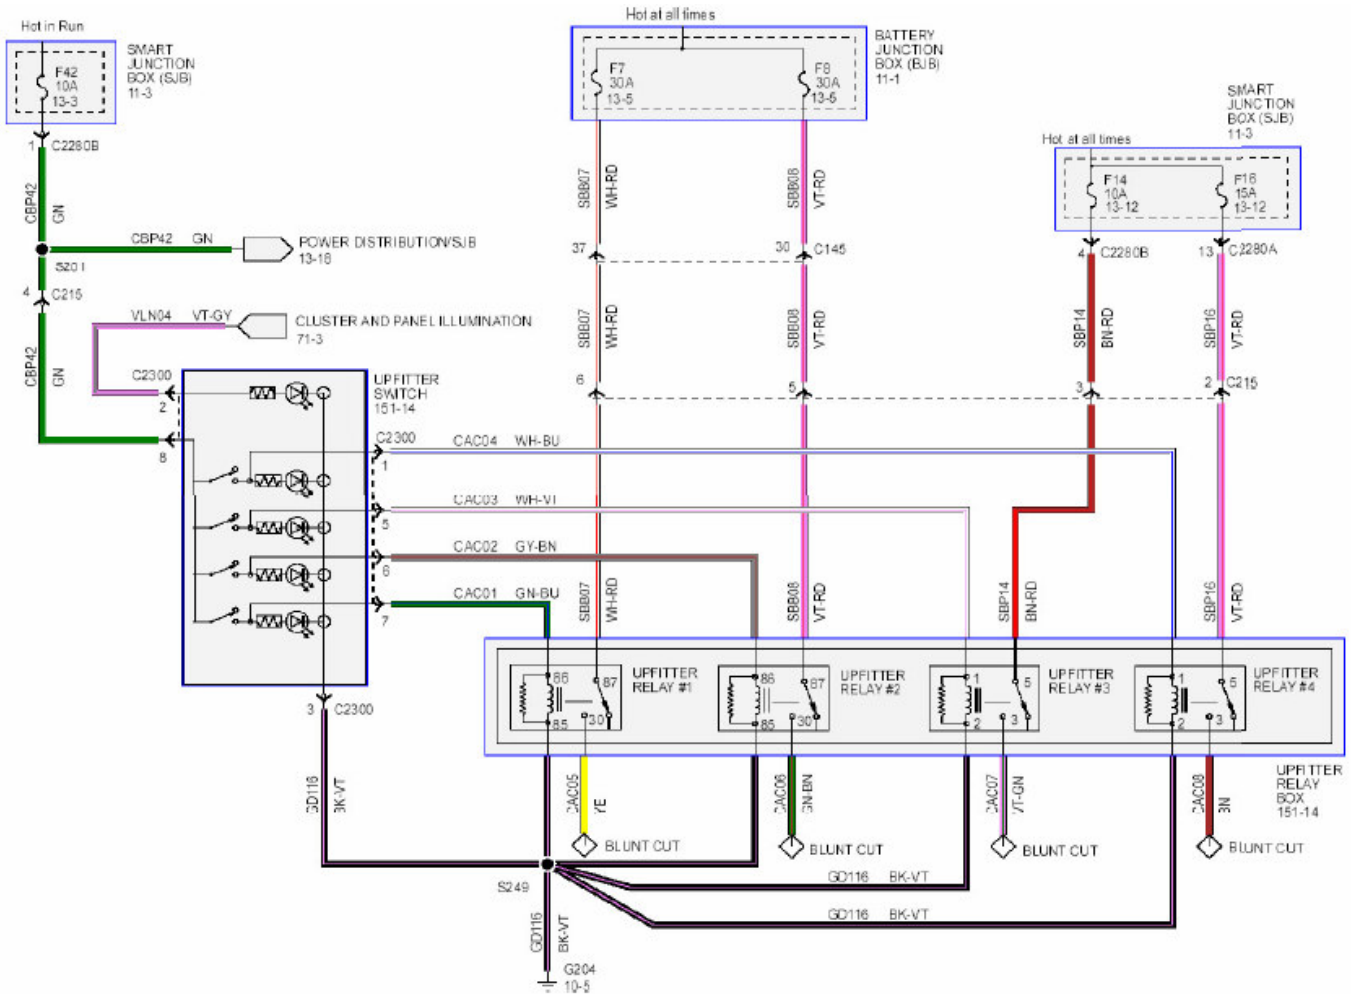 Hot in Run
SMART
JUNCTION
BOX (SJB)
11-3
F42
10A
13-3
1
C2280B
CBP42
GN
CBP42
GN
POWER DISTRIBUTION/SJB
13-18
S201
4
C215
VLN04
VT-GY
CLUSTER AND PANEL ILLUMINATION
71-3
CBP42
GN
C2300
2
8
UPFITTER
SWITCH
151-14
C2300
1
5
6
7
3
C2300
CAC04
WH-BU
CAC03
WH-VT
CAC02
GY-BN
CAC01
GN-BU
Hot at all times
BATTERY
JUNCTION
BOX (BJB)
11-1
F7
30A
13-5
F8
30A
13-5
SBB07
WH-RD
SBB08
VT-RD
37
30
C145
SBB07
WH-RD
SBB08
VT-RD
6
5
SBB07
WH-RD
SBB08
VT-RD
Hot at all times
SMART
JUNCTION
BOX (SJB)
11-3
F14
10A
13-12
F16
15A
13-12
4
C2280B
13
C2280A
SBP14
BN-RD
SBP16
VT-RD
3
2
C215
SBP14
BN-RD
SBP16
VT-RD
86
87
85
30
UPFITTER
RELAY #1
86
87
85
30
UPFITTER
RELAY #2
1
5
2
3
UPFITTER
RELAY #3
1
5
2
3
UPFITTER
RELAY #4
UPFITTER
RELAY
BOX
151-14
GD116
BK-VT
CAC05
YE
BLUNT CUT
CAC06
GN-BN
BLUNT CUT
CAC07
VT-GN
BLUNT CUT
CAC08
BN
BLUNT CUT
S249
GD116
BK-VT
GD116
BK-VT
GD116
BK-VT
G204
10-5